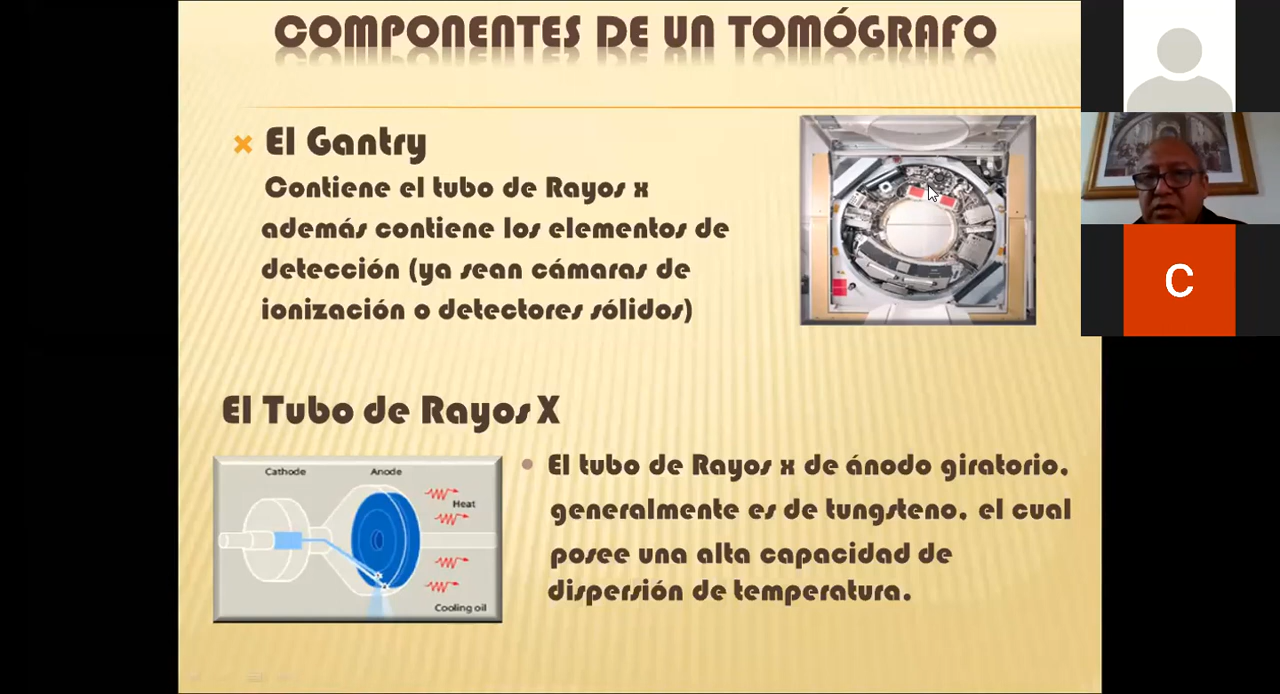 COMPONENTES DE UN TOMÓGRAFO
El Gantry
Contiene el tubo de Rayos x
además contiene los elementos de
detección (ya sean cámaras de
ionización o detectores sólidos)
C
El Tubo de Rayos X
Cathode
Anode
Heat
Cooling oil
El tubo de Rayos x de ánodo giratorio,
generalmente es de tungsteno, el cual
posee una alta capacidad de
dispersión de temperatura.